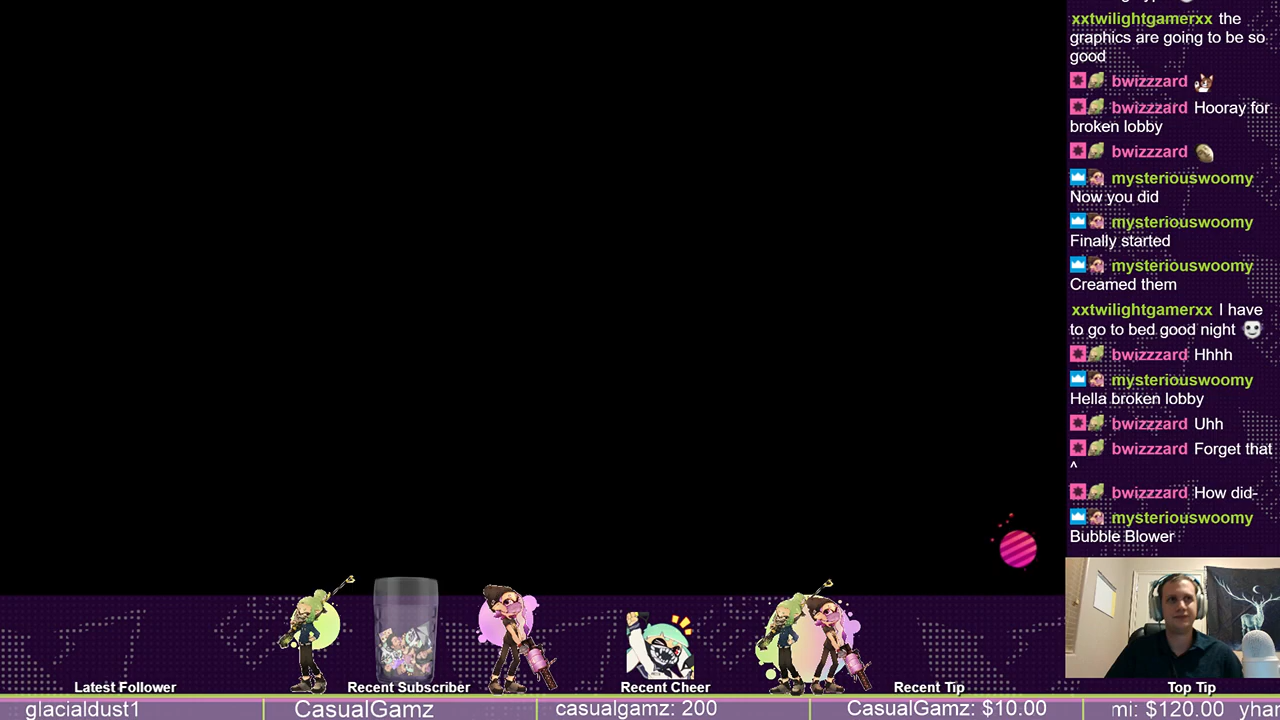 xxtwilightgamerxx the
graphics are going to be so
good
bwizzzard
bwizzzard Hooray for
broken lobby
bwizzzard
mysteriouswoomy
Now you did
mysteriouswoomy
Finally started
mysteriouswoomy
Creamed them
xxtwilightgamerxx I have
to go to bed good night
bwizzzard Hhhh
mysteriouswoomy
Hella broken lobby
bwizzzard Uhh
bwizzzard Forget that
^
bwizzzard How did-
mysteriouswoomy
Bubble Blower
Latest Follower
Recent Subscriber
Recent Cheer
Recent Tip
Top Tip
glacialdust1
CasualGamz
casualgamz: 200
CasualGamz: $10.00
mi: $120.00 yhar